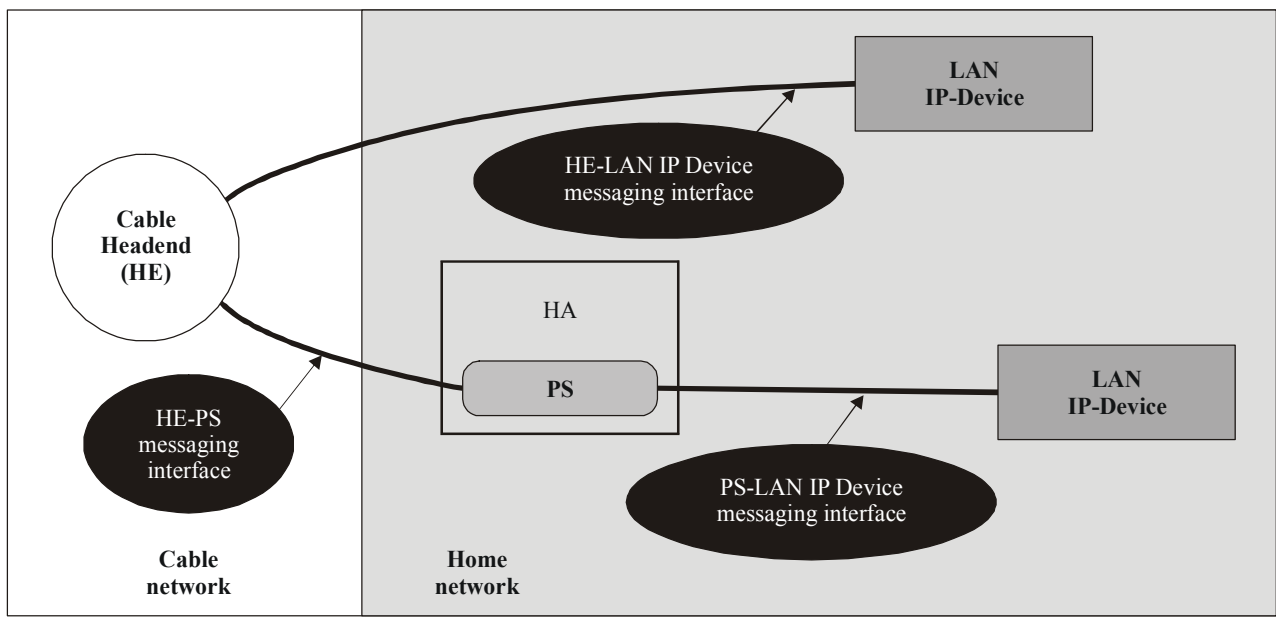 LAN
IP-Device
HE-LAN IP Device
messaging interface
Cable
Headend
(HE)
HA
PS
LAN
IP-Device
HE-PS
messaging
interface
PS-LAN IP Device
messaging interface
Cable
network
Home
network